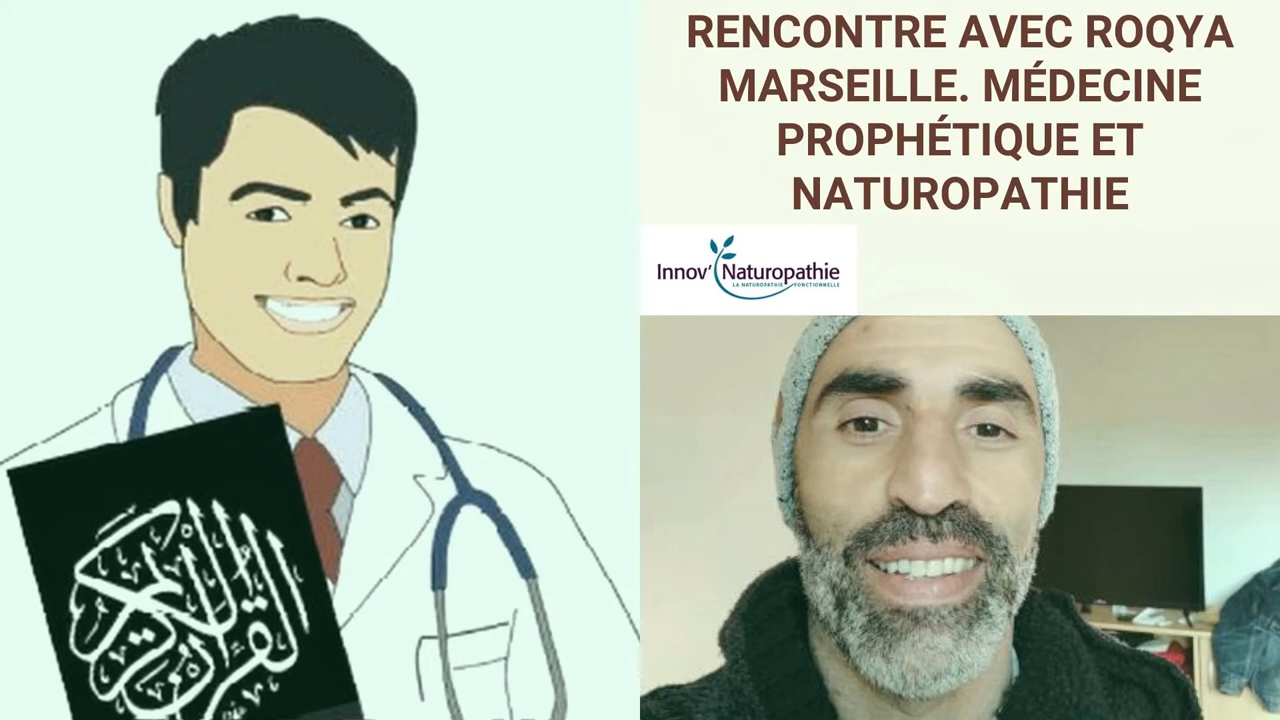 RENCONTRE AVEC ROQYA
MARSEILLE. MÉDECINE
PROPHÉTIQUE ET
NATUROPATHIE
Innov' Naturopathie
LA NATUROPATHIE FONCTIONNELLE
القرآن الكريم